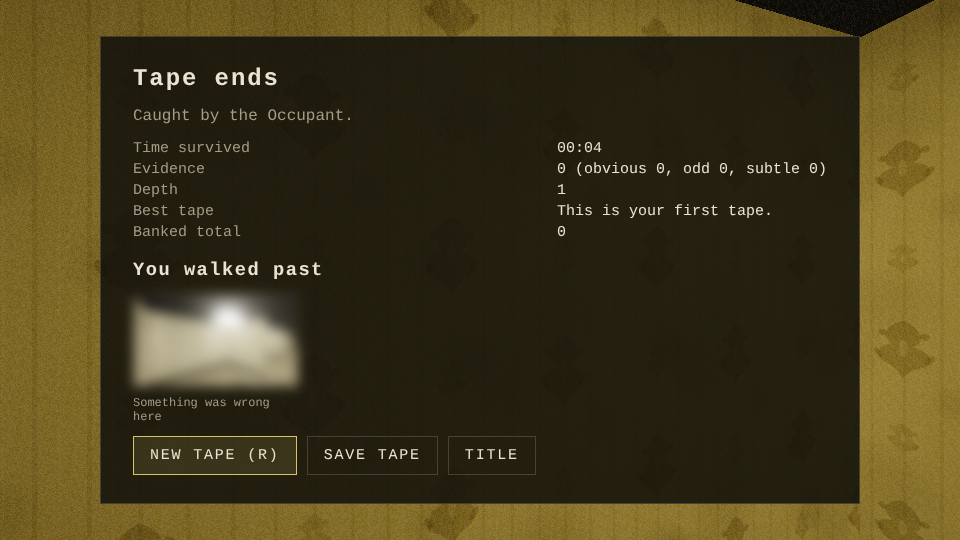 Tape ends
Caught by the Occupant.
Time survived 00:04
Evidence 0 (obvious 0, odd 0, subtle 0)
Depth 1
Best tape This is your first tape.
Banked total 0
You walked past
Something was wrong
here
NEW TAPE (R) SAVE TAPE TITLE